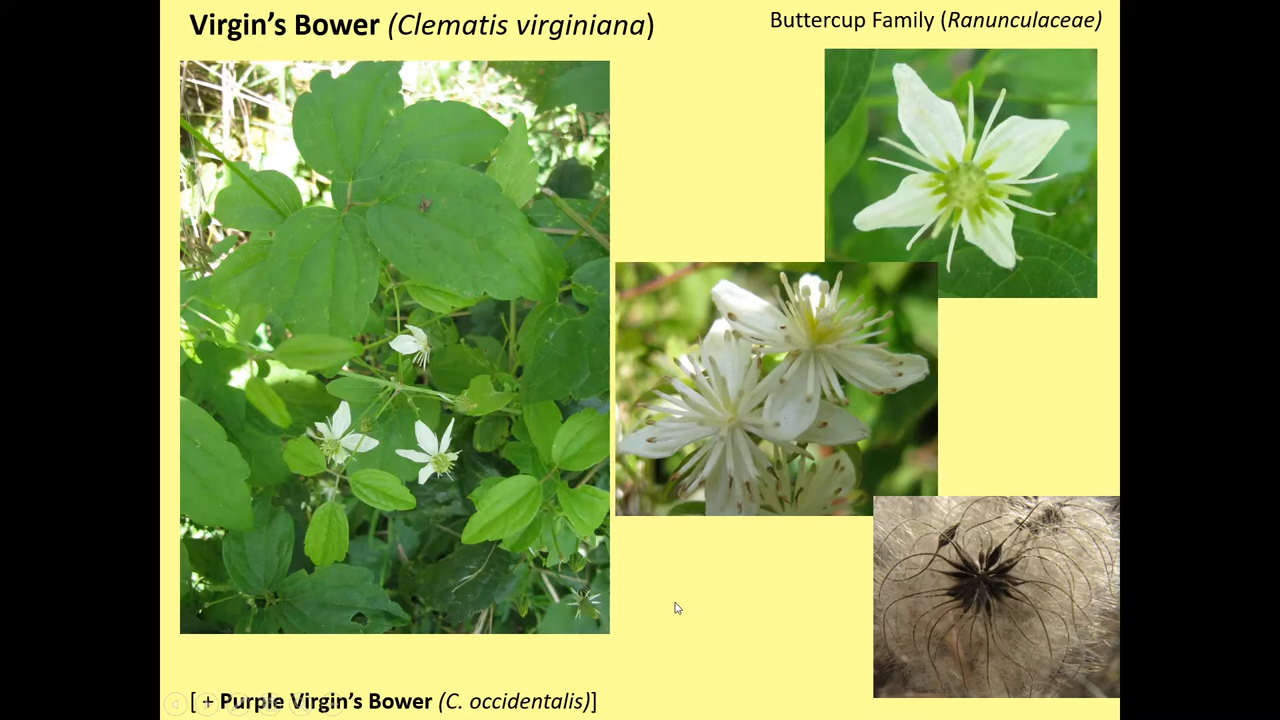 Virgin’s Bower (Clematis virginiana)
Buttercup Family (Ranunculaceae)
[ + Purple Virgin’s Bower (C. occidentalis)]